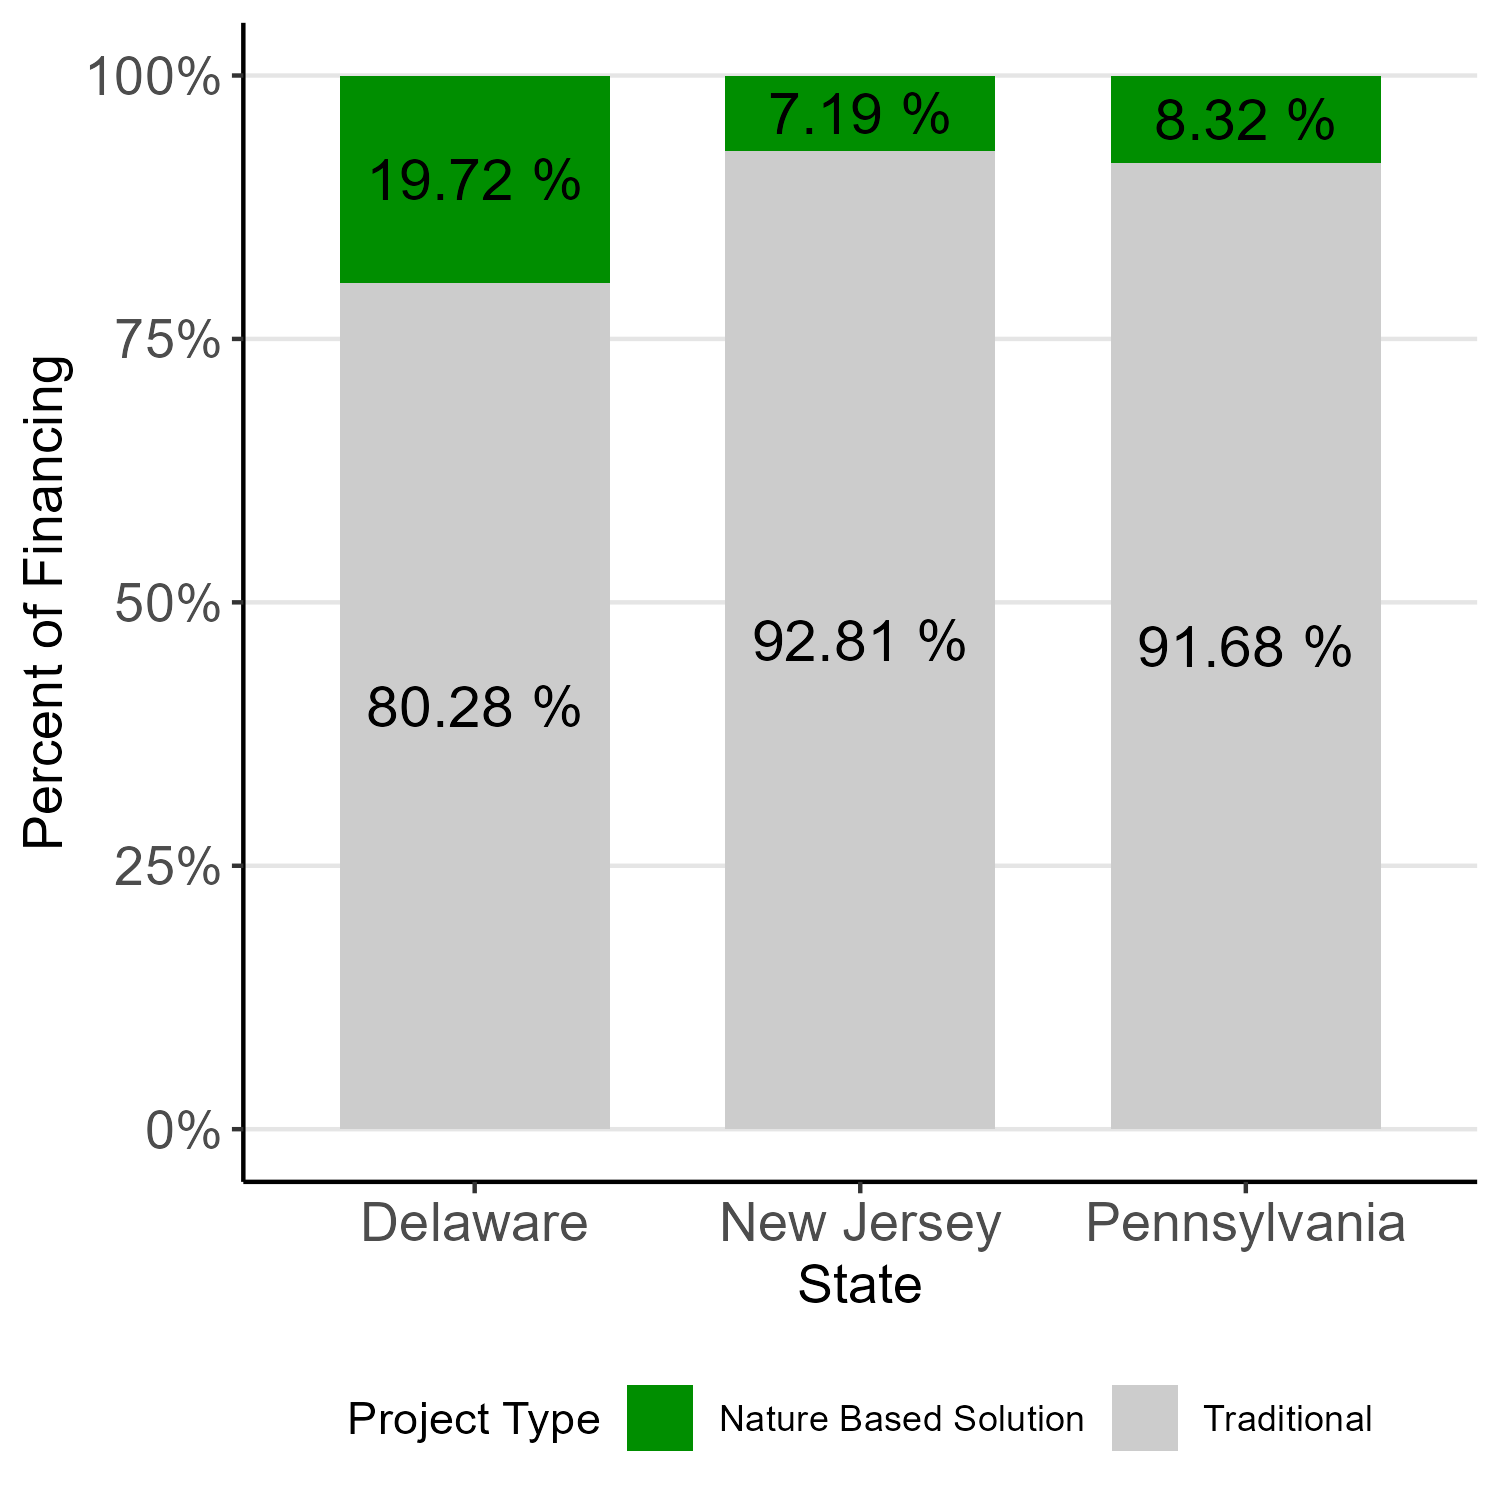 Percent of Financing
100%
75%
50%
25%
0%
19.72 %
7.19 %
8.32 %
80.28 %
92.81 %
91.68 %
Delaware
New Jersey
Pennsylvania
State
Project Type
Nature Based Solution
Traditional